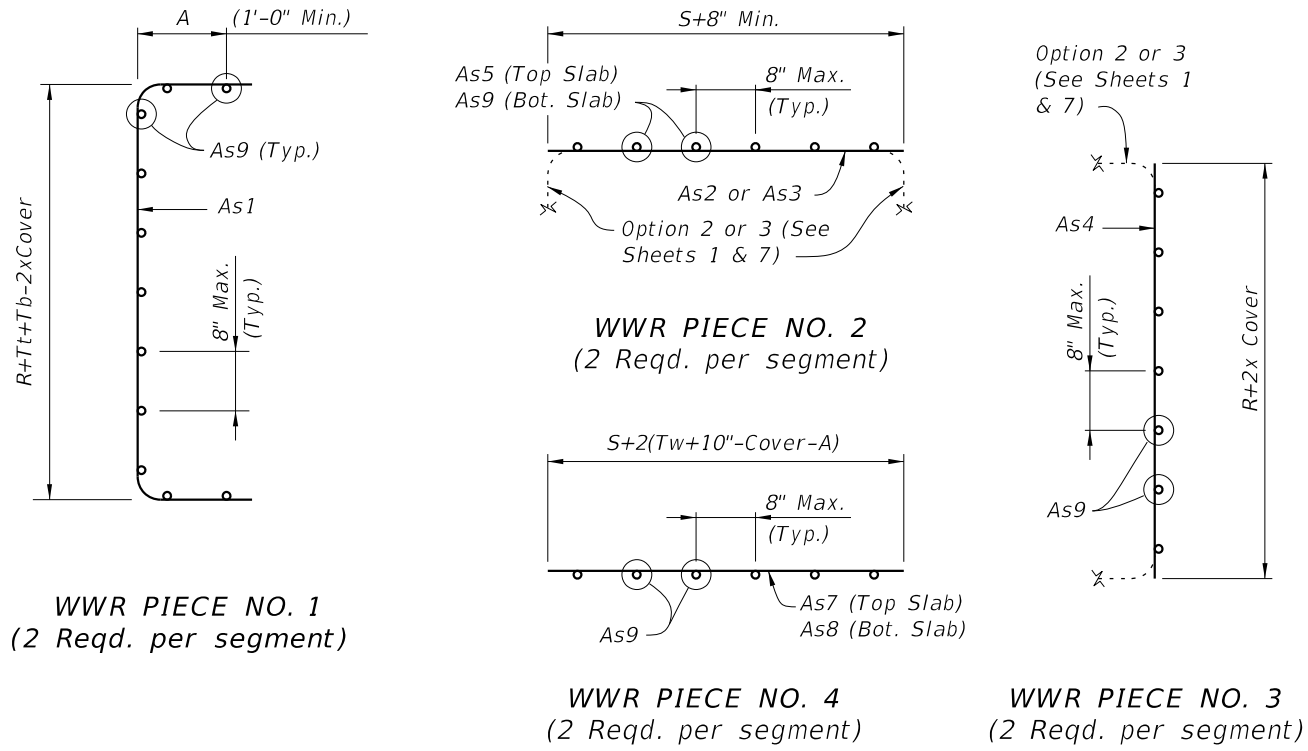 A (1'-0" Min.)
R+Tt+Tb-2xCover
As9 (Typ.)
As1
8" Max.
(Typ.)
WWR PIECE NO. 1
(2 Reqd. per segment)
S+8" Min.
As5 (Top Slab)
As9 (Bot. Slab)
8" Max.
(Typ.)
As2 or As3
Option 2 or 3 (See
Sheets 1 & 7)
WWR PIECE NO. 2
(2 Reqd. per segment)
S+2(Tw+10"-Cover-A)
8" Max.
(Typ.)
As9
As7 (Top Slab)
As8 (Bot. Slab)
WWR PIECE NO. 4
(2 Reqd. per segment)
Option 2 or 3
(See Sheets 1
& 7)
As4
8" Max.
(Typ.)
R+2x Cover
As9
WWR PIECE NO. 3
(2 Reqd. per segment)